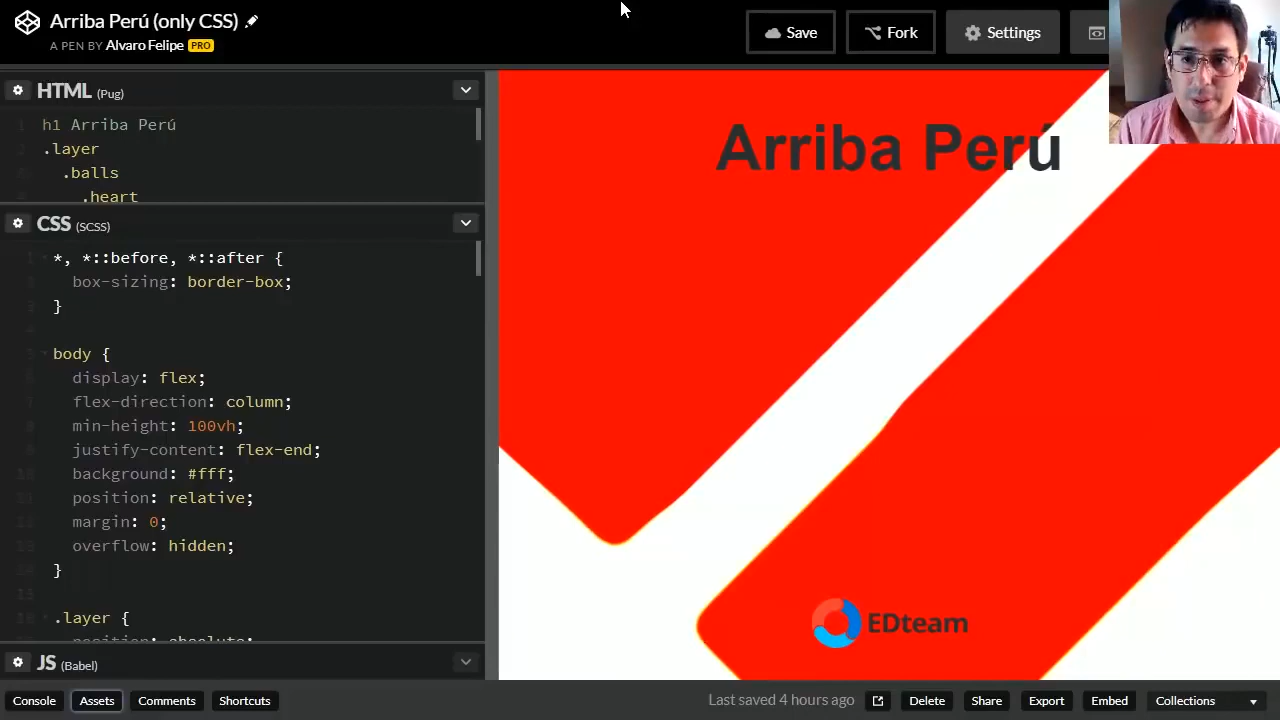 Arriba Perú (only CSS)
A PEN BY Alvaro Felipe PRO
Save
Fork
Settings
HTML (Pug)
h1 Arriba Perú
.layer
.balls
.heart
CSS (SCSS)
*, *::before, *::after {
box-sizing: border-box;
}
body {
display: flex;
flex-direction: column;
min-height: 100vh;
justify-content: flex-end;
background: #fff;
position: relative;
margin: 0;
overflow: hidden;
}
.layer {
position: absolute;
JS (Babel)
Arriba Perú
EDteam
Console
Assets
Comments
Shortcuts
Last saved 4 hours ago
Delete
Share
Export
Embed
Collections